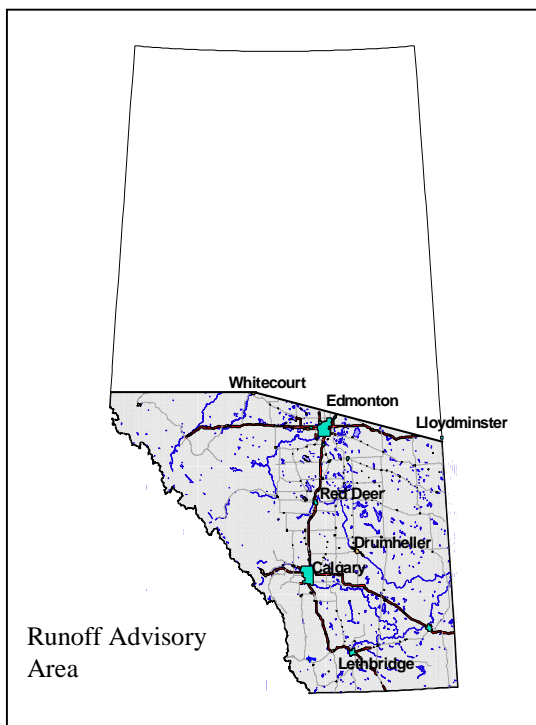 Whitecourt
Edmonton
Lloydminster
Red Deer
Drumheller
Calgary
Runoff Advisory
Area
Lethbridge